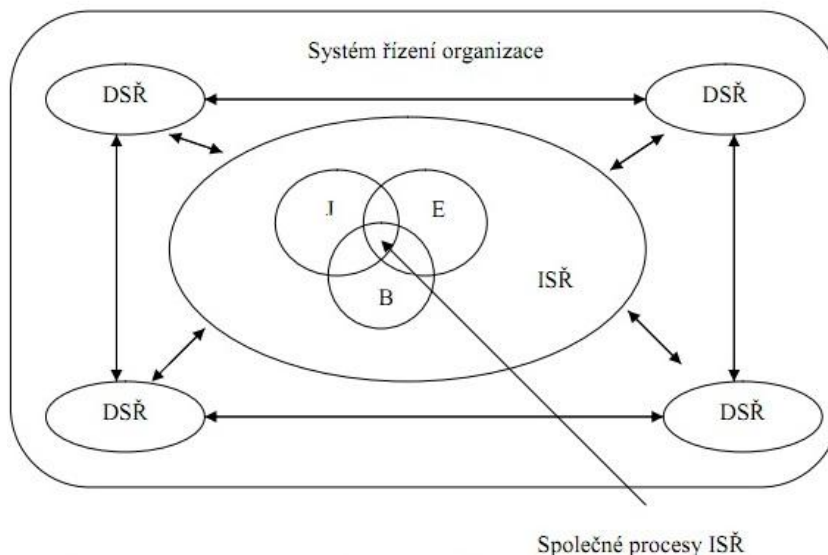 Systém řízení organizace
DSŘ
DSŘ
J
E
B
ISŘ
DSŘ
DSŘ
Společné procesy ISŘ